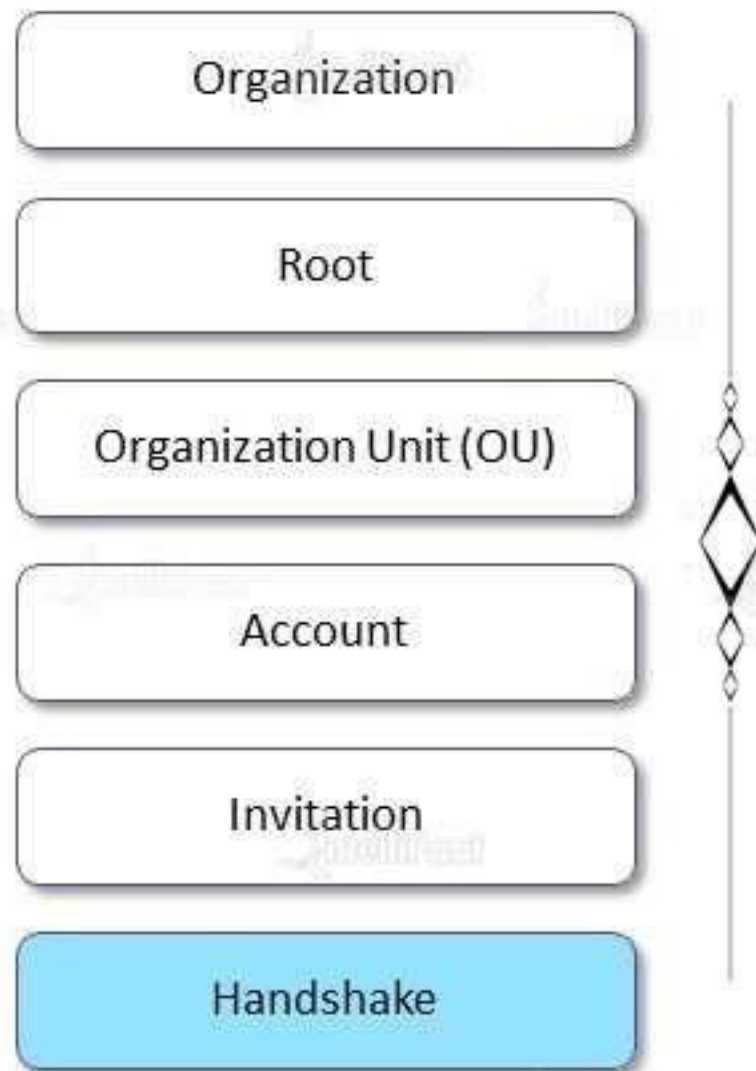 Organization
Root
Organization Unit (OU)
Account
Invitation
Handshake